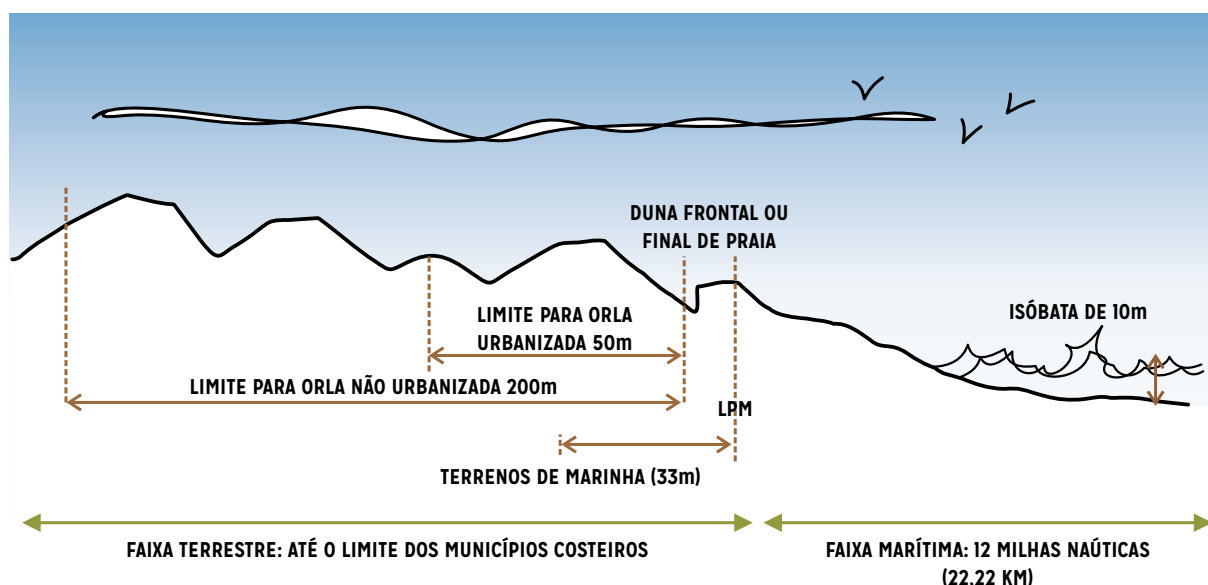 DUNA FRONTAL OU
FINAL DE PRAIA
LIMITE PARA ORLA
URBANIZADA 50m
ISÓBATA DE 10m
LIMITE PARA ORLA NÃO URBANIZADA 200m
LPM
TERRENOS DE MARINHA (33m)
FAIXA TERRESTRE: ATÉ O LIMITE DOS MUNICÍPIOS COSTEIROS
FAIXA MARÍTIMA: 12 MILHAS NAÚTICAS
(22,22 KM)